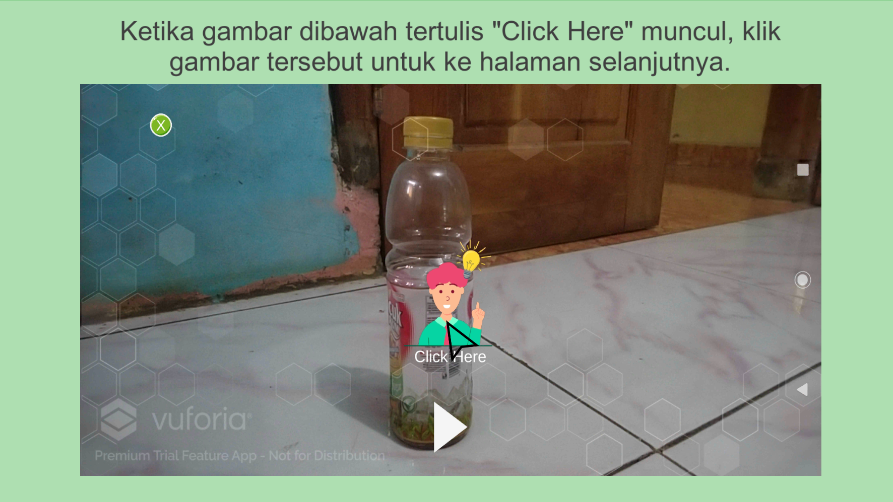 Ketika gambar dibawah tertulis "Click Here" muncul, klik
gambar tersebut untuk ke halaman selanjutnya.
X
Click Here
vuforia®
Premium Trial Feature App - Not for Distribution